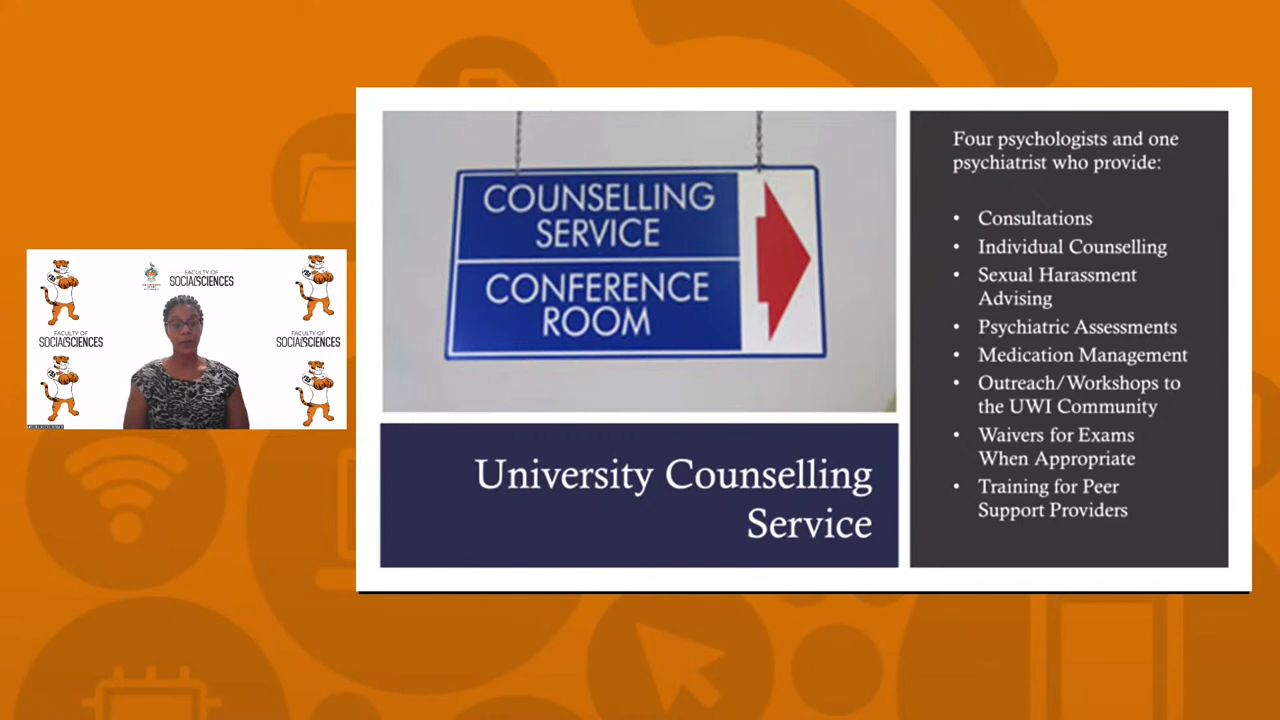 FACULTY OF
SOCIALSCIENCES
FACULTY OF
SOCIALSCIENCES
FACULTY OF
SOCIALSCIENCES
COUNSELLING
SERVICE
CONFERENCE
ROOM
University Counselling
Service
Four psychologists and one
psychiatrist who provide:
• Consultations
• Individual Counselling
• Sexual Harassment
Advising
• Psychiatric Assessments
• Medication Management
• Outreach/Workshops to
the UWI Community
• Waivers for Exams
When Appropriate
• Training for Peer
Support Providers